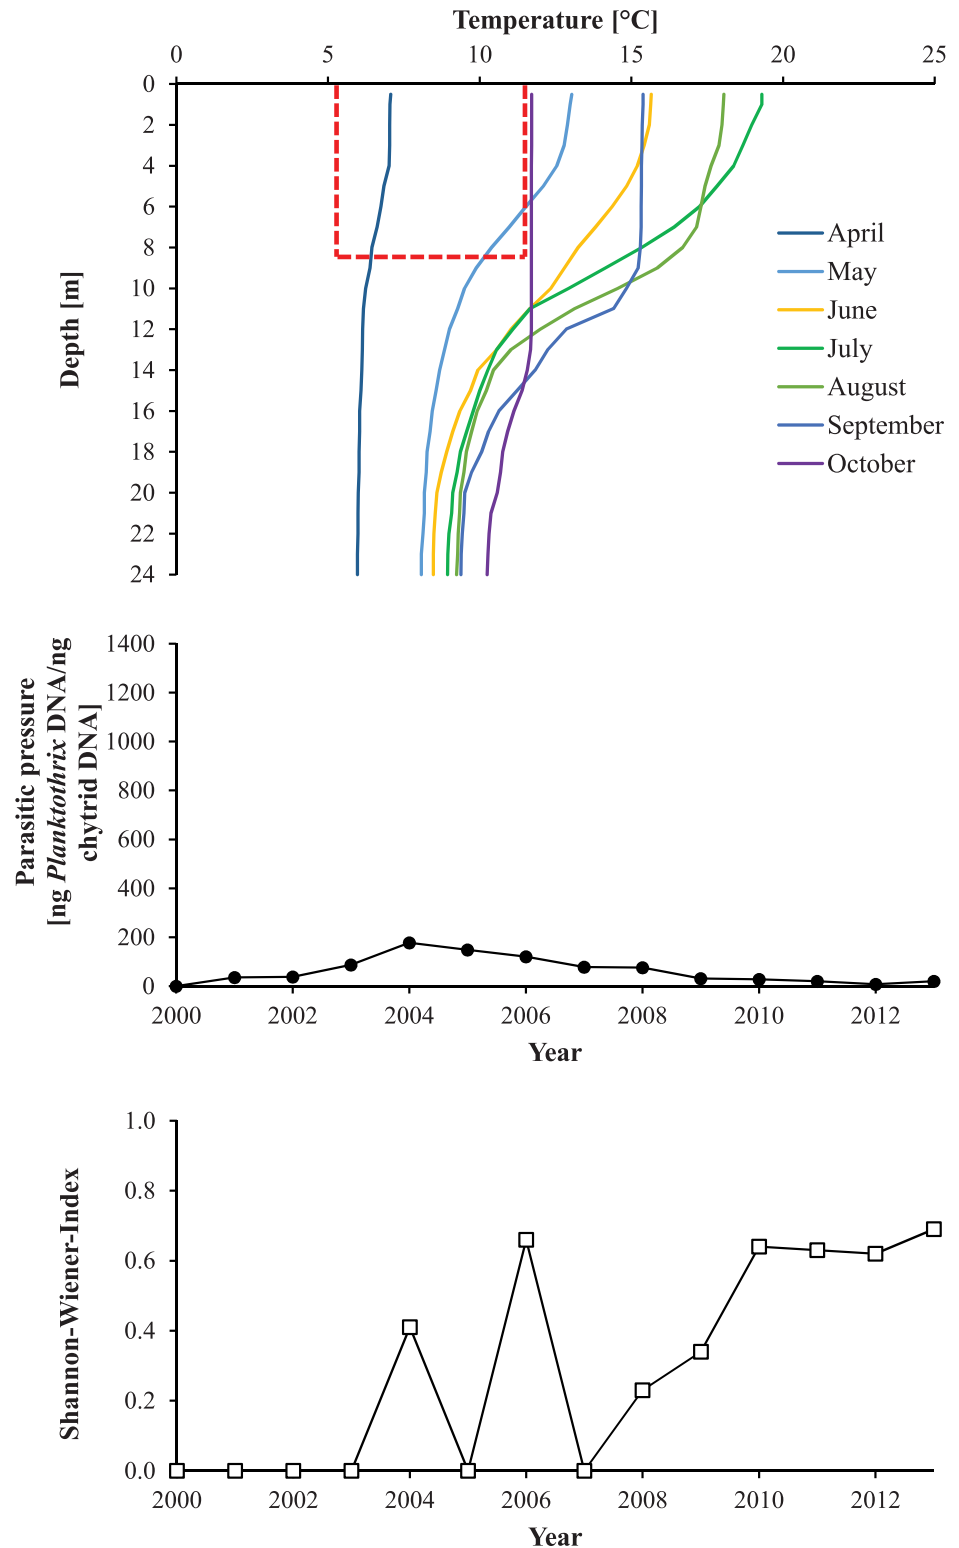 Temperature [°C]
0 5 10 15 20 25
0
2
4
6
8
10
12
14
16
18
20
22
24
Depth [m]
April
May
June
July
August
September
October
Parasitic pressure
[ng Planktothrix DNA/ng
chytrid DNA]
1400
1200
1000
800
600
400
200
0
2000 2002 2004 2006 2008 2010 2012
Year
Shannon-Wiener-Index
1.0
0.8
0.6
0.4
0.2
0.0
2000 2002 2004 2006 2008 2010 2012
Year